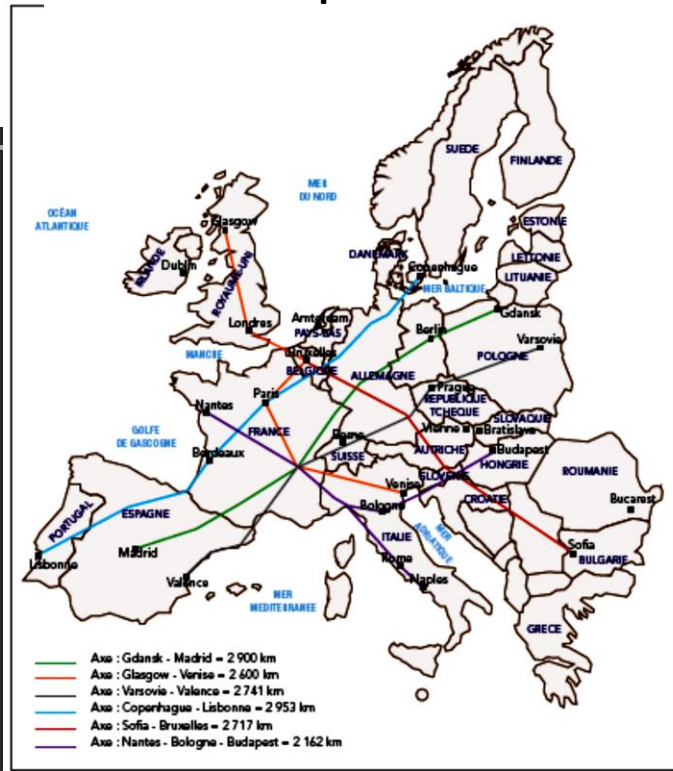 MER
DU NORD
OCÉAN
ATLANTIQUE
SUEDE
FINLANDE
ESTONIE
LETTONIE
LITUANIE
Glasgow
IRLANDE
Dublin
ROYAUME-UNI
DANEMARK
Copenhague
MER BALTIQUE
Gdansk
Londres
Amterdam
PAYS-BAS
Berlin
Varsovie
POLOGNE
MANCHE
Bruxelles
BELGIQUE
ALLEMAGNE
Prague
REPUBLIQUE
TCHEQUE
Paris
Nantes
FRANCE
SLOVAQUIE
Vienne
Bratislava
GOLFE
DE GASCOGNE
Berne
SUISSE
AUTRICHE
Budapest
HONGRIE
Bordeaux
SLOVENIE
ROUMANIE
Venise
CROATIE
Bucarest
PORTUGAL
ESPAGNE
Bologne
ITALIE
MER
ADRIATIQUE
Madrid
Lisbonne
Rome
Sofia
BULGARIE
Valence
Naples
MER
MEDITERANEE
GRECE
Axe : Gdansk - Madrid = 2 900 km
Axe : Glasgow - Venise = 2 600 km
Axe : Varsovie - Valence = 2 741 km
Axe : Copenhague - Lisbonne = 2 953 km
Axe : Sofia - Bruxelles = 2 717 km
Axe : Nantes - Bologne - Budapest = 2 162 km